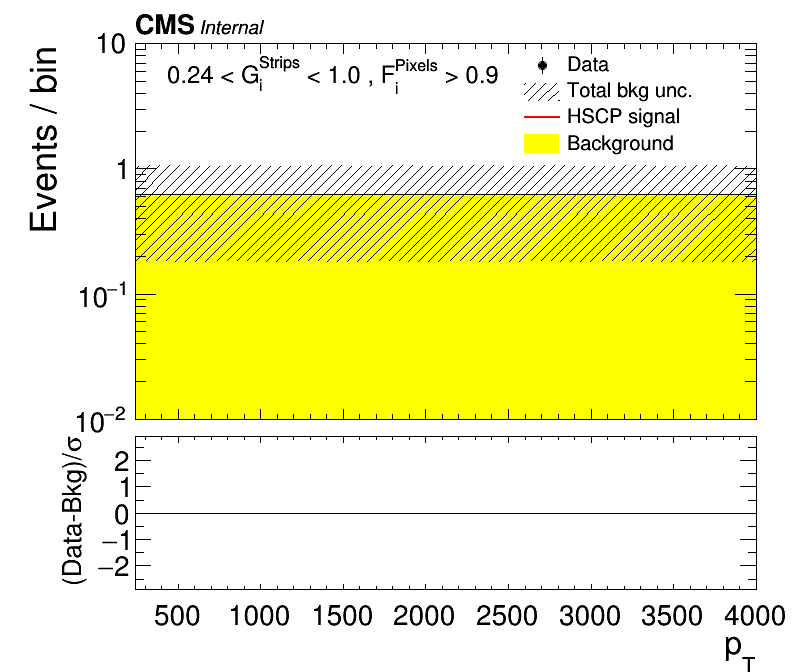 CMS Internal
10
0.24 < G_i^Strips < 1.0 , F_i^Pixels > 0.9
Data
Total bkg unc.
HSCP signal
Background
Events / bin
1
10^−1
10^−2
(Data-Bkg)/σ
2
1
0
−1
−2
500 1000 1500 2000 2500 3000 3500 4000
p_T